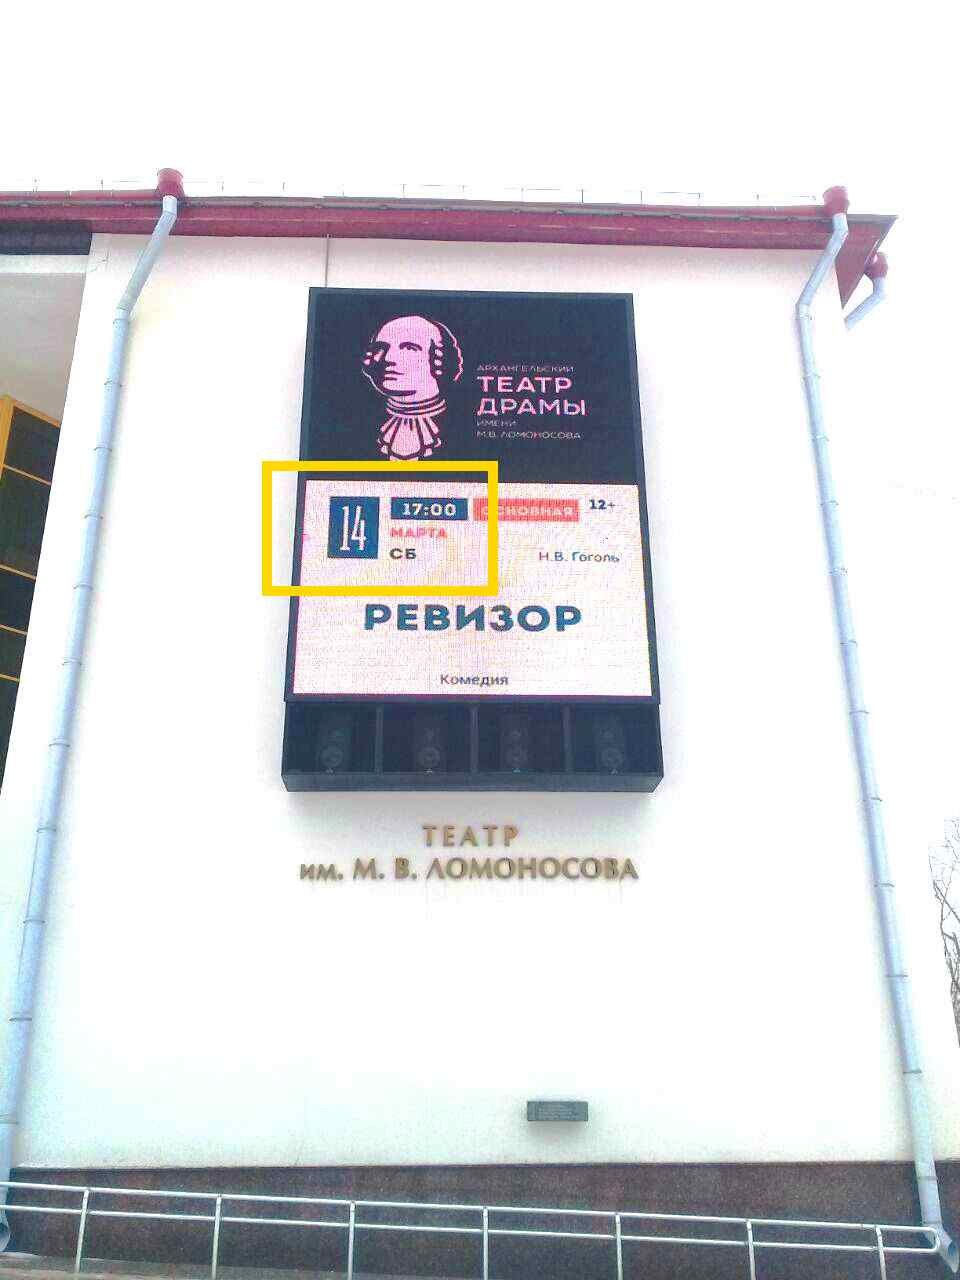 АРХАНГЕЛЬСКИЙ
ТЕАТР
ДРАМЫ
ИМЕНИ
М.В. ЛОМОНОСОВА
14
17:00
ОСНОВНАЯ
12+
МАРТА
СБ
Н.В. Гоголь
РЕВИЗОР
Комедия
ТЕАТР
им. М. В. ЛОМОНОСОВА